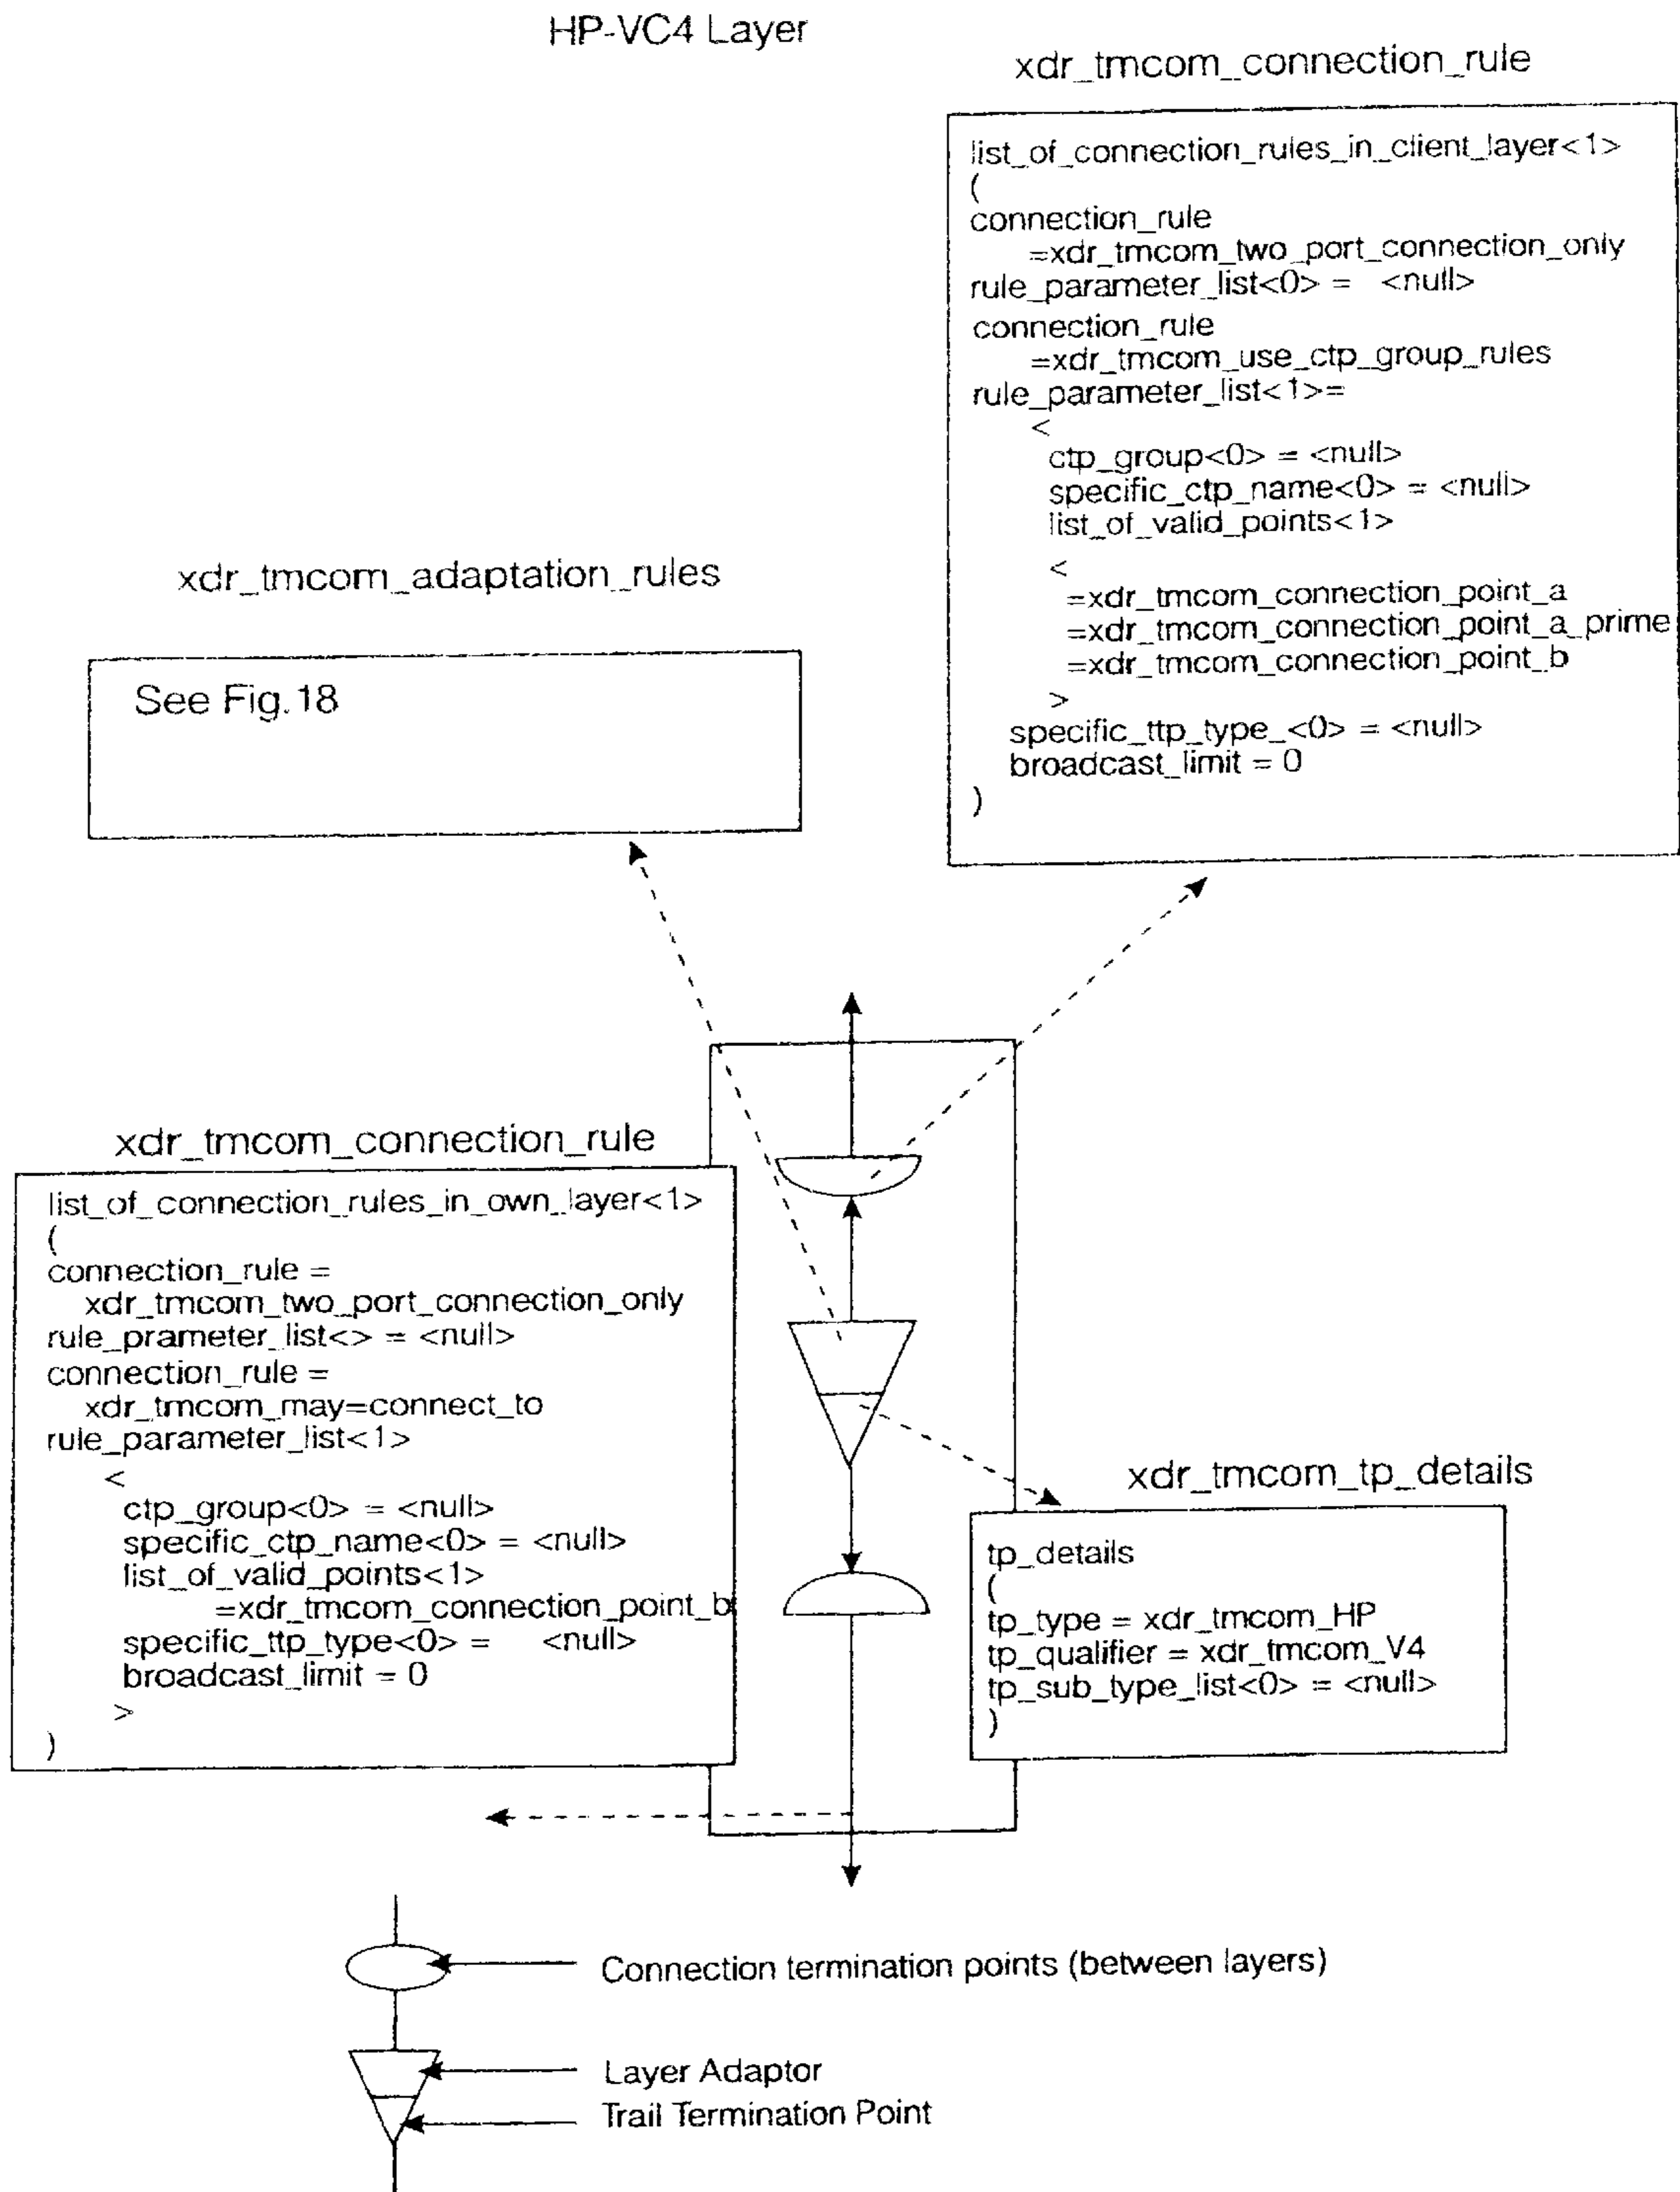 HP-VC4 Layer
xdr_tmcom_connection_rule
list_of_connection_rules_in_client_layer<1>
(
connection_rule
=xdr_tmcom_two_port_connection_only
rule_parameter_list<0> = <null>
connection_rule
=xdr_tmcom_use_ctp_group_rules
rule_parameter_list<1>=
<
ctp_group<0> = <null>
specific_ctp_name<0> = <null>
list_of_valid_points<1>
<
=xdr_tmcom_connection_point_a
=xdr_tmcom_connection_point_a_prime
=xdr_tmcom_connection_point_b
>
specific_ttp_type_<0> = <null>
broadcast_limit = 0
)
xdr_tmcom_adaptation_rules
See Fig.18
xdr_tmcom_connection_rule
list_of_connection_rules_in_own_layer<1>
(
connection_rule =
xdr_tmcom_two_port_connection_only
rule_prameter_list<> = <null>
connection_rule =
xdr_tmcom_may=connect_to
rule_parameter_list<1>
<
ctp_group<0> = <null>
specific_ctp_name<0> = <null>
list_of_valid_points<1>
=xdr_tmcom_connection_point_b
specific_ttp_type<0> = <null>
broadcast_limit = 0
>
)
xdr_tmcom_tp_details
tp_details
(
tp_type = xdr_tmcom_HP
tp_qualifier = xdr_tmcom_V4
tp_sub_type_list<0> = <null>
)
Connection termination points (between layers)
Layer Adaptor
Trail Termination Point